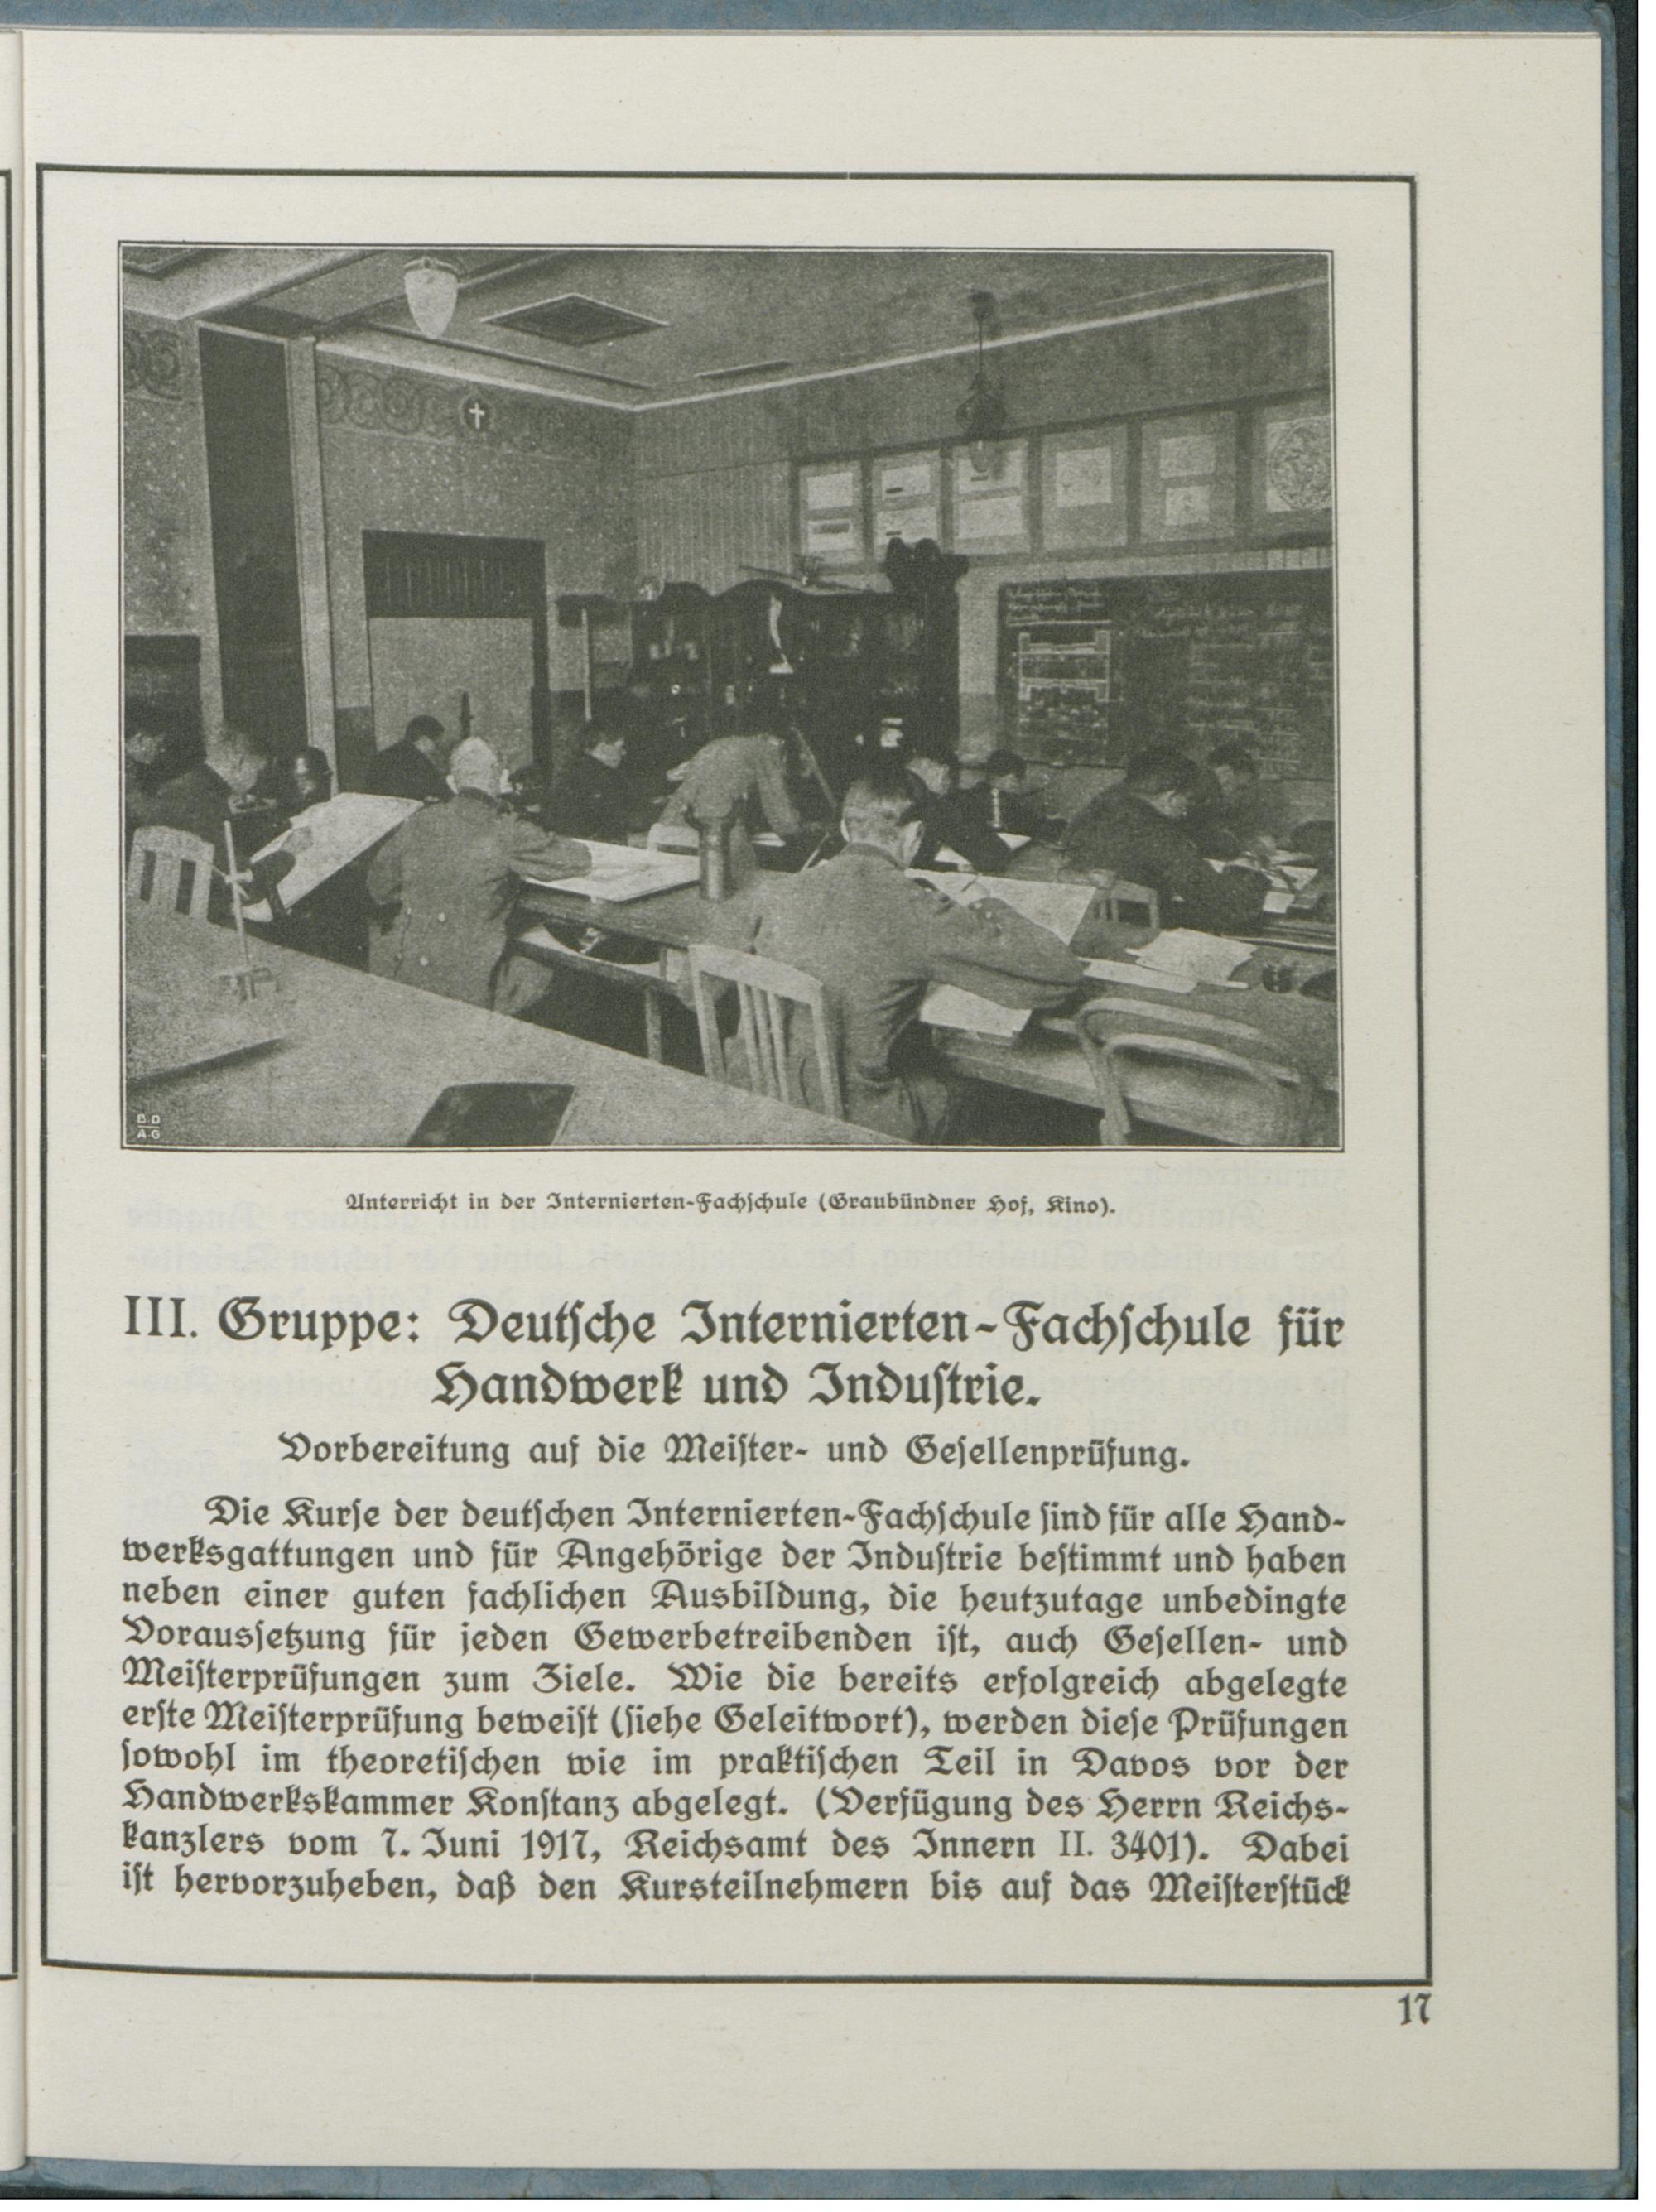 B D
A G
Unterricht in der Internierten-Fachschule (Graubündner Hof, Kino).
III. Gruppe: Deutsche Internierten-Fachschule für
Handwerk und Industrie.
Vorbereitung auf die Meister- und Gesellenprüfung.
Die Kurse der deutschen Internierten-Fachschule sind für alle Hand-
werksgattungen und für Angehörige der Industrie bestimmt und haben
neben einer guten fachlichen Ausbildung, die heutzutage unbedingte
Voraussetzung für jeden Gewerbetreibenden ist, auch Gesellen- und
Meisterprüfungen zum Ziele. Wie die bereits erfolgreich abgelegte
erste Meisterprüfung beweist (siehe Geleitwort), werden diese Prüfungen
sowohl im theoretischen wie im praktischen Teil in Davos vor der
Handwerkskammer Konstanz abgelegt. (Verfügung des Herrn Reichs-
kanzlers vom 7. Juni 1917, Reichsamt des Innern II. 3401). Dabei
ist hervorzuheben, daß den Kursteilnehmern bis auf das Meisterstück
17